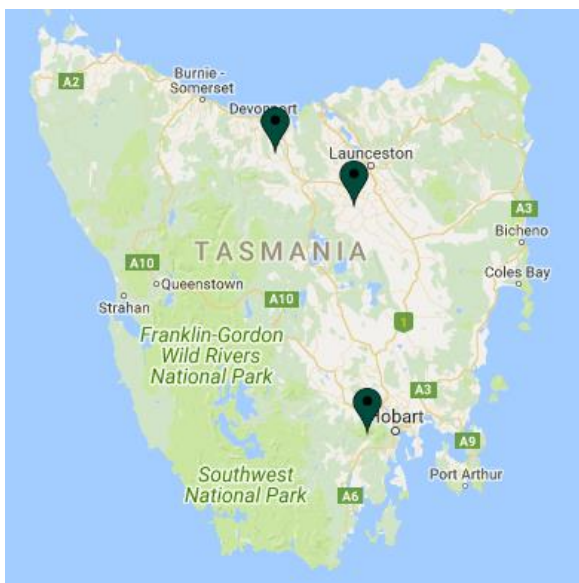 Burnie -
Somerset
A2
Devonport
Launceston
A3
TASMANIA
Bicheno
A10
Queenstown
Coles Bay
A10
Strahan
1
Franklin-Gordon
Wild Rivers
National Park
A3
Hobart
A9
Southwest
National Park
Port Arthur
A6